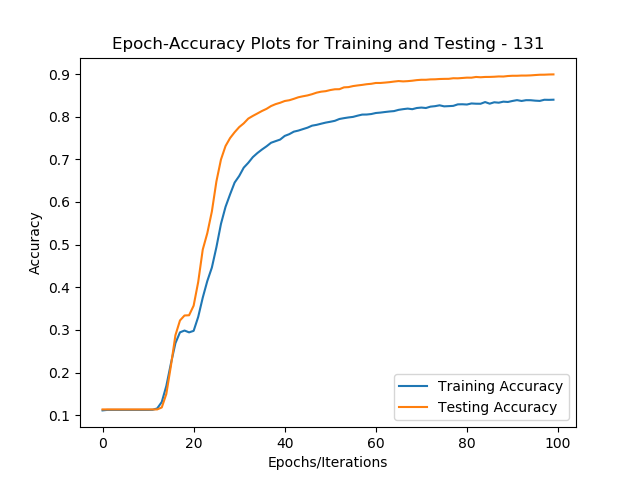 Epoch-Accuracy Plots for Training and Testing - 131
0.9
0.8
0.7
0.6
0.5
0.4
0.3
0.2
0.1
Accuracy
Training Accuracy
Testing Accuracy
0 20 40 60 80 100
Epochs/Iterations